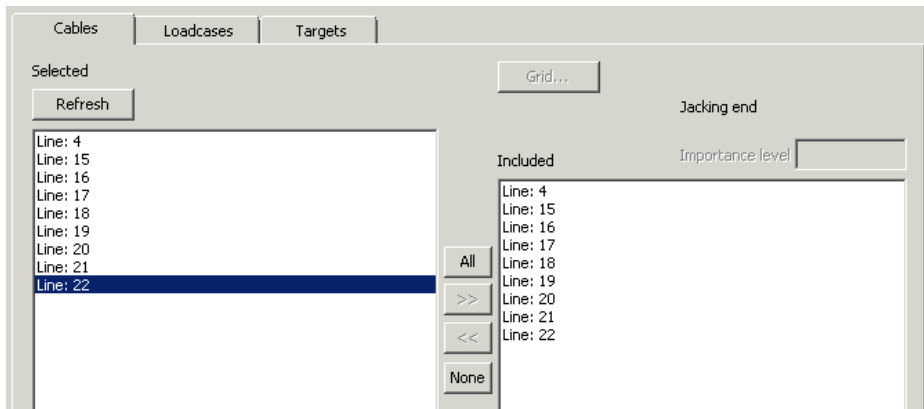 Cables Loadcases Targets
Selected
Refresh
Line: 4
Line: 15
Line: 16
Line: 17
Line: 18
Line: 19
Line: 20
Line: 21
Line: 22
All
>>
<<
None
Grid...
Jacking end
Importance level
Included
Line: 4
Line: 15
Line: 16
Line: 17
Line: 18
Line: 19
Line: 20
Line: 21
Line: 22